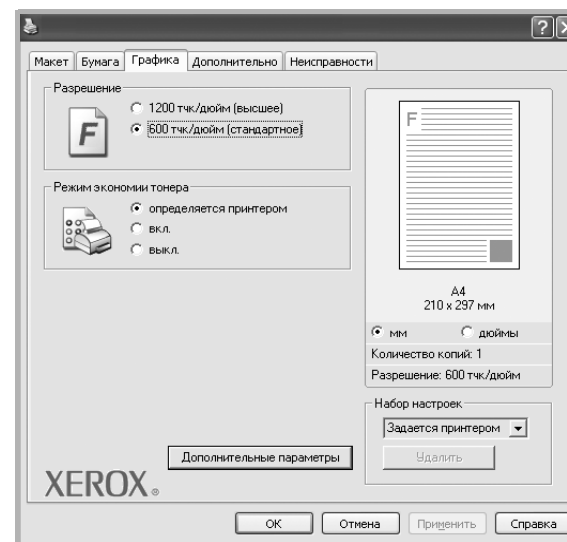 Макет Бумага Графика Дополнительно Неисправности
Разрешение
1200 тчк/дюйм (высшее)
600 тчк/дюйм (стандартное)
F
Режим экономии тонера
определяется принтером
вкл.
выкл.
F
A4
210 x 297 мм
мм дюймы
Количество копий: 1
Разрешение: 600 тчк/дюйм
Набор настроек
Задается принтером
Удалить
Дополнительные параметры
XEROX®
OK Отмена Применить Справка